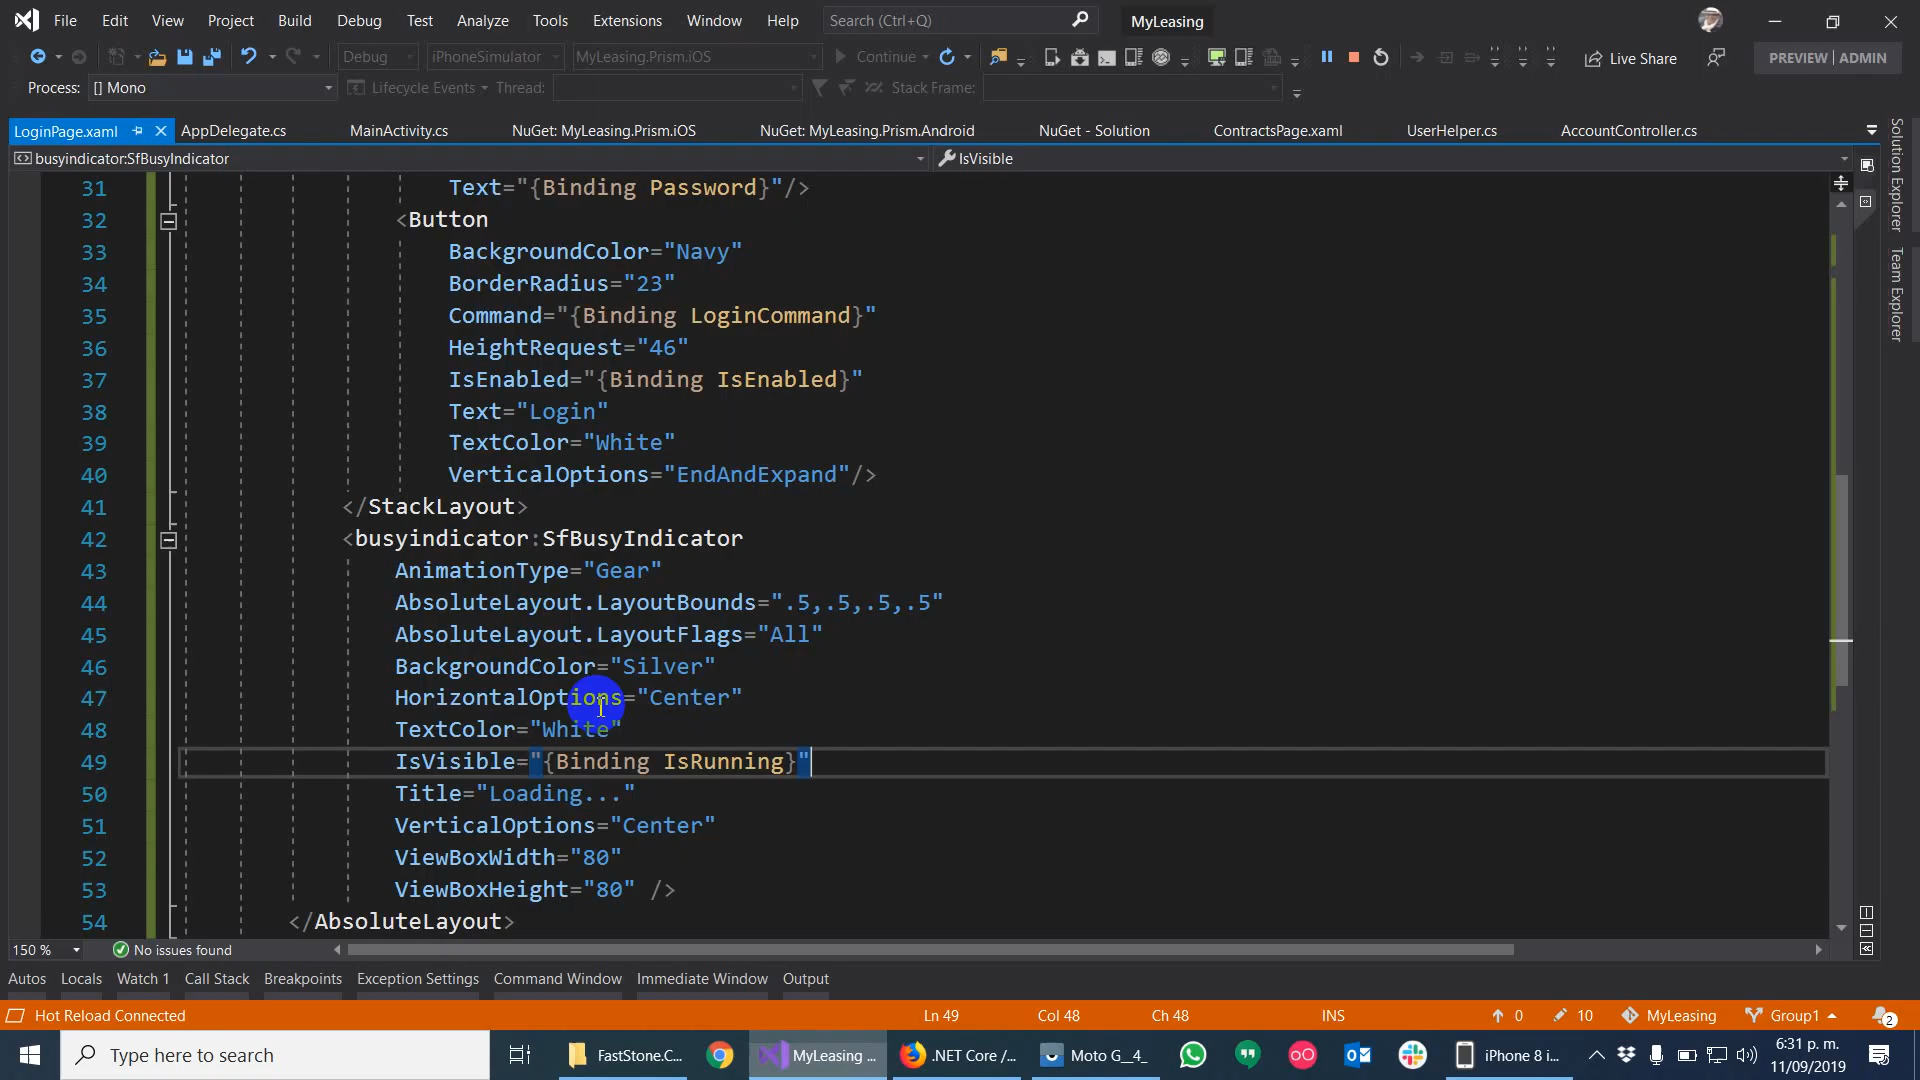 File Edit View Project Build Debug Test Analyze Tools Extensions Window Help Search (Ctrl+Q) MyLeasing
Debug iPhoneSimulator MyLeasing.Prism.iOS Continue Live Share PREVIEW | ADMIN
Process: [] Mono Lifecycle Events Thread: Stack Frame:
LoginPage.xaml AppDelegate.cs MainActivity.cs NuGet: MyLeasing.Prism.iOS NuGet: MyLeasing.Prism.Android NuGet - Solution ContractsPage.xaml UserHelper.cs AccountController.cs
busyindicator:SfBusyIndicator IsVisible
31 Text="{Binding Password}"/>
32 <Button
33 BackgroundColor="Navy"
34 BorderRadius="23"
35 Command="{Binding LoginCommand}"
36 HeightRequest="46"
37 IsEnabled="{Binding IsEnabled}"
38 Text="Login"
39 TextColor="White"
40 VerticalOptions="EndAndExpand"/>
41 </StackLayout>
42 <busyindicator:SfBusyIndicator
43 AnimationType="Gear"
44 AbsoluteLayout.LayoutBounds=".5,.5,.5,.5"
45 AbsoluteLayout.LayoutFlags="All"
46 BackgroundColor="Silver"
47 HorizontalOptions="Center"
48 TextColor="White"
49 IsVisible="{Binding IsRunning}"
50 Title="Loading..."
51 VerticalOptions="Center"
52 ViewBoxWidth="80"
53 ViewBoxHeight="80" />
54 </AbsoluteLayout>
Solution Explorer
Team Explorer
150 % No issues found
Autos Locals Watch 1 Call Stack Breakpoints Exception Settings Command Window Immediate Window Output
Hot Reload Connected Ln 49 Col 48 Ch 48 INS 0 10 MyLeasing Group1 2
Type here to search FastStone.C... MyLeasing ... .NET Core /... Moto G__4_ iPhone 8 i... 6:31 p. m.
11/09/2019